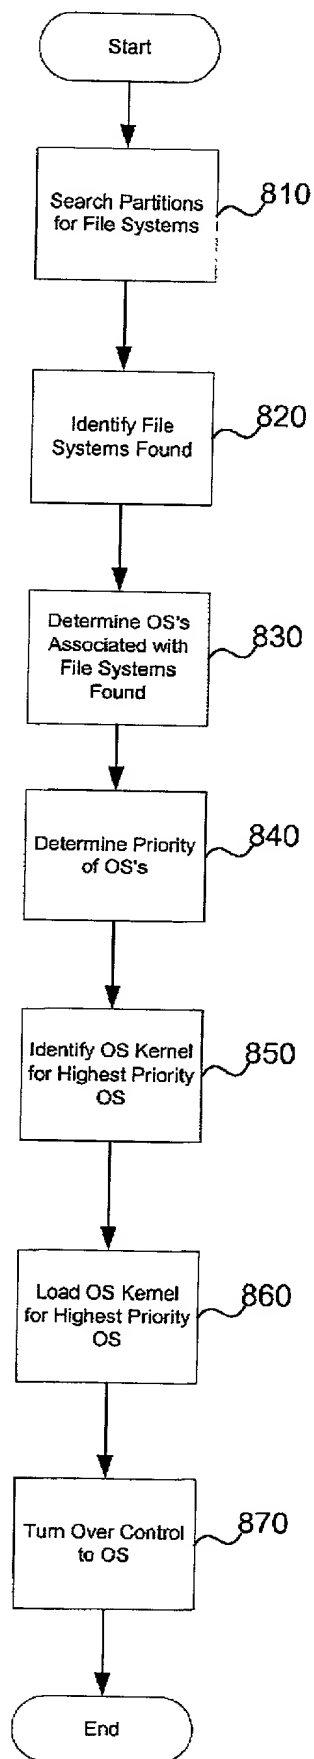 Start
Search Partitions
for File Systems
810
Identify File
Systems Found
820
Determine OS's
Associated with
File Systems
Found
830
Determine Priority
of OS's
840
Identify OS Kernel
for Highest Priority
OS
850
Load OS Kernel
for Highest Priority
OS
860
Turn Over Control
to OS
870
End